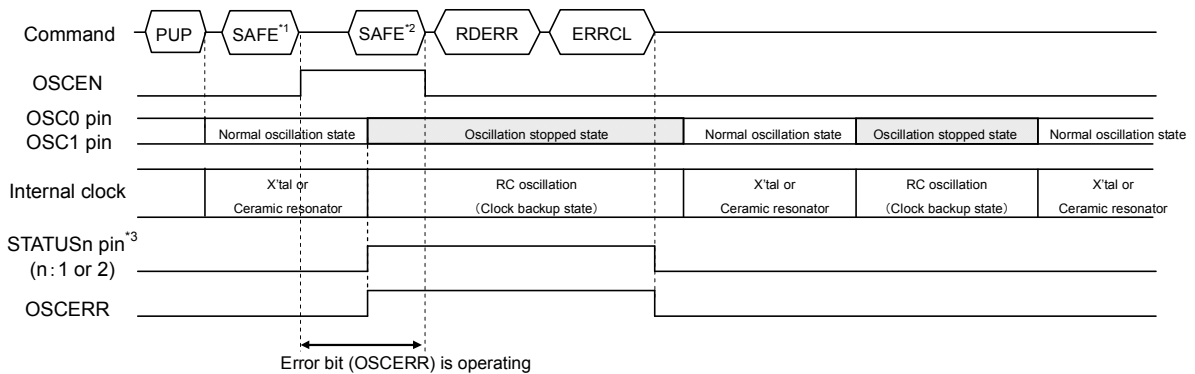 Command PUP SAFE*1 SAFE*2 RDERR ERRCL
OSCEN
OSC0 pin
OSC1 pin
Normal oscillation state Oscillation stopped state Normal oscillation state Oscillation stopped state Normal oscillation state
Internal clock
X'tal or RC oscillation X'tal or RC oscillation X'tal or
Ceramic resonator （Clock backup state） Ceramic resonator （Clock backup state） Ceramic resonator
STATUSn pin*3
(n：1 or 2)
OSCERR
Error bit (OSCERR) is operating